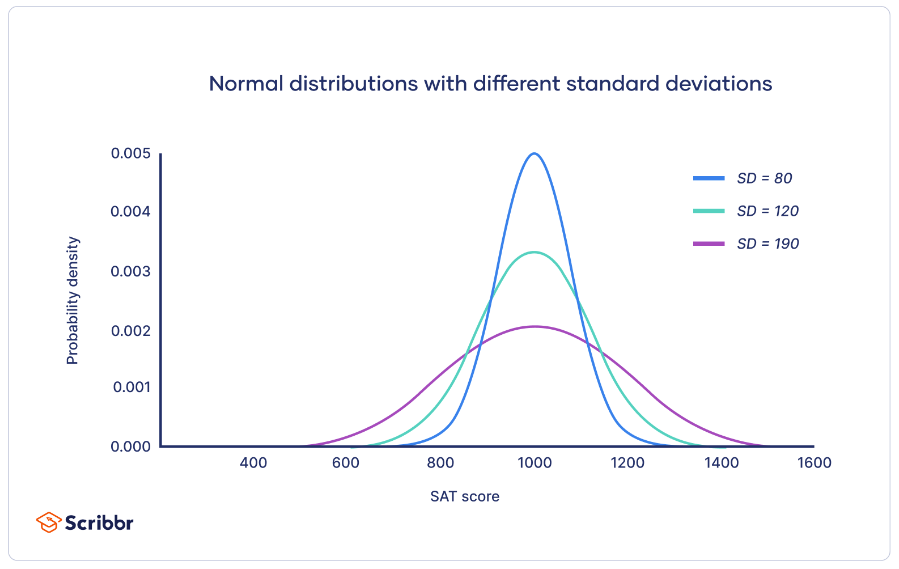 Normal distributions with different standard deviations
0.005
0.004
0.003
0.002
0.001
0.000
Probability density
SD = 80
SD = 120
SD = 190
400 600 800 1000 1200 1400 1600
SAT score
Scribbr